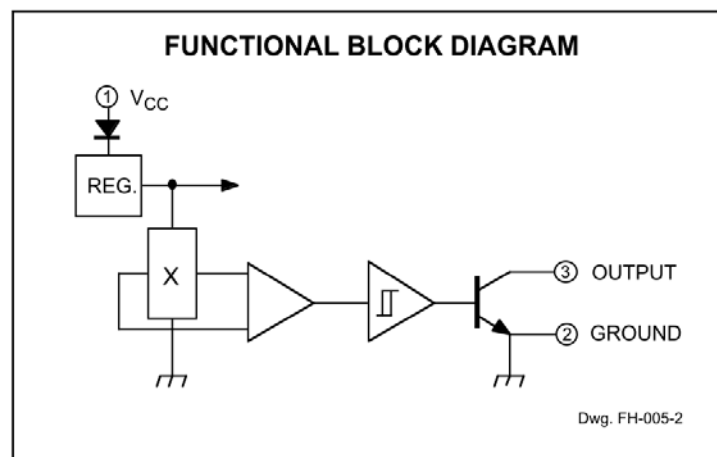 FUNCTIONAL BLOCK DIAGRAM
1 VCC
REG.
X
3 OUTPUT
2 GROUND
Dwg. FH-005-2